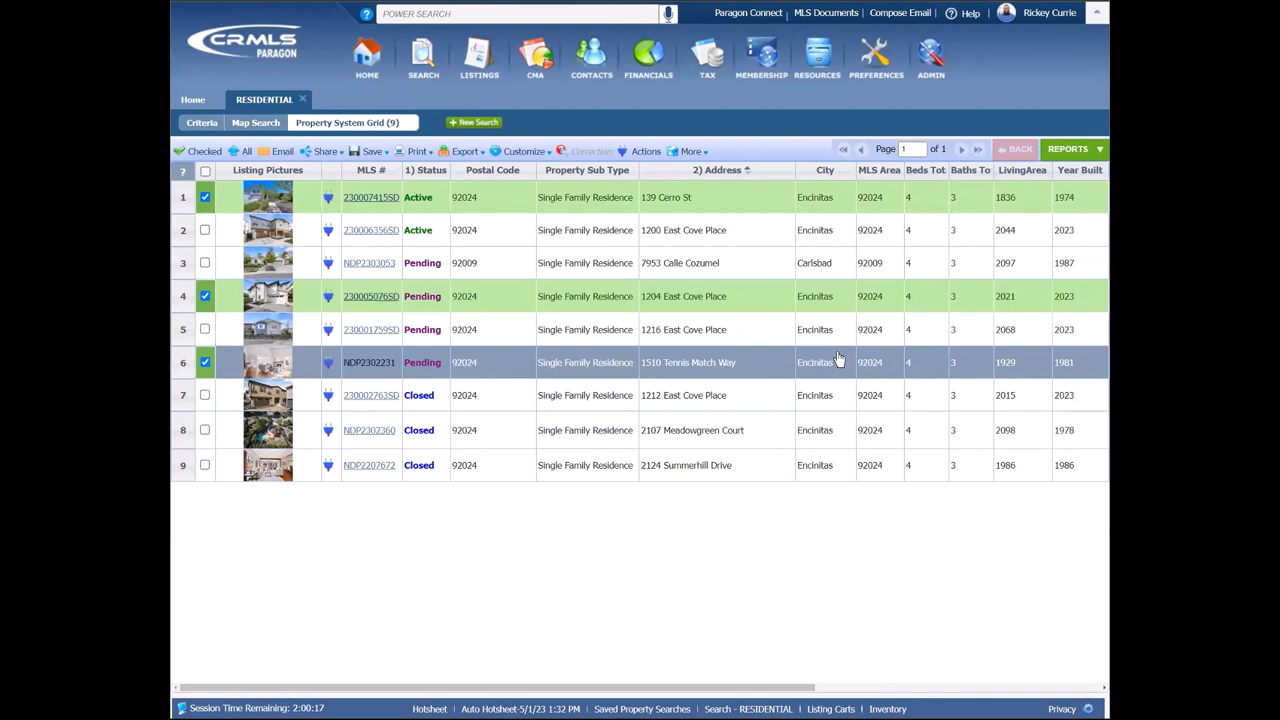 POWER SEARCH
Paragon Connect MLS Documents Compose Email Help Rickey Currie
CRMLS
PARAGON
HOME SEARCH LISTINGS CMA CONTACTS FINANCIALS TAX MEMBERSHIP RESOURCES PREFERENCES ADMIN
Home RESIDENTIAL
Criteria Map Search Property System Grid (9) + New Search
Checked All Email Share Save Print Export Customize Correction Actions More Page 1 of 1 BACK REPORTS
? Listing Pictures MLS # 1) Status Postal Code Property Sub Type 2) Address City MLS Area Beds Tot Baths To LivingArea Year Built
1 230007415SD Active 92024 Single Family Residence 139 Cerro St Encinitas 92024 4 3 1836 1974
2 230006356SD Active 92024 Single Family Residence 1200 East Cove Place Encinitas 92024 4 3 2044 2023
3 NDP2303053 Pending 92009 Single Family Residence 7953 Calle Cozumel Carlsbad 92009 4 3 2097 1987
4 230005076SD Pending 92024 Single Family Residence 1204 East Cove Place Encinitas 92024 4 3 2021 2023
5 230001759SD Pending 92024 Single Family Residence 1216 East Cove Place Encinitas 92024 4 3 2068 2023
6 NDP2302231 Pending 92024 Single Family Residence 1510 Tennis Match Way Encinitas 92024 4 3 1929 1981
7 230002763SD Closed 92024 Single Family Residence 1212 East Cove Place Encinitas 92024 4 3 2015 2023
8 NDP2302360 Closed 92024 Single Family Residence 2107 Meadowgreen Court Encinitas 92024 4 3 2098 1978
9 NDP2207672 Closed 92024 Single Family Residence 2124 Summerhill Drive Encinitas 92024 4 3 1986 1986
Session Time Remaining: 2:00:17 Hotsheet Auto Hotsheet-5/1/23 1:32 PM Saved Property Searches Search - RESIDENTIAL Listing Carts Inventory Privacy